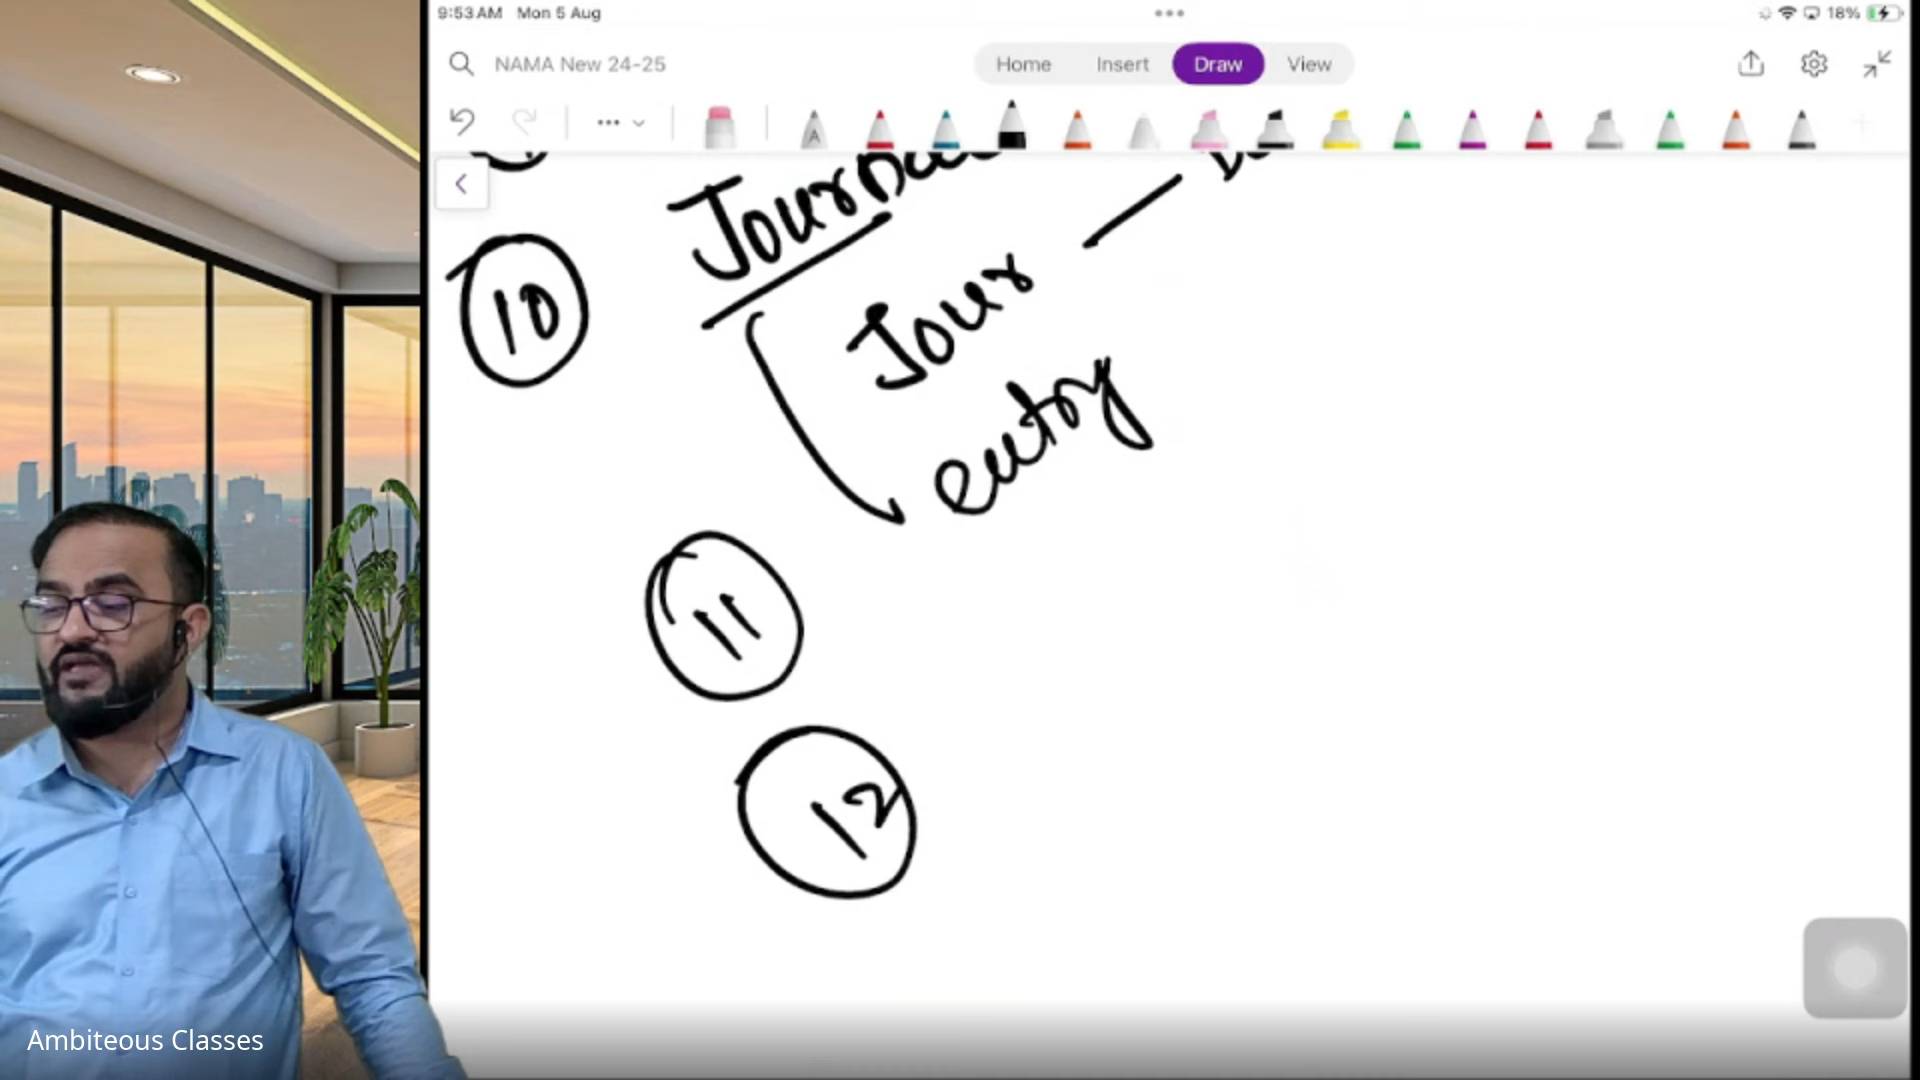 9:53 AM Mon 5 Aug
18%
NAMA New 24-25
Home Insert Draw View
A
10
Jour
entry
11
12
Ambiteous Classes